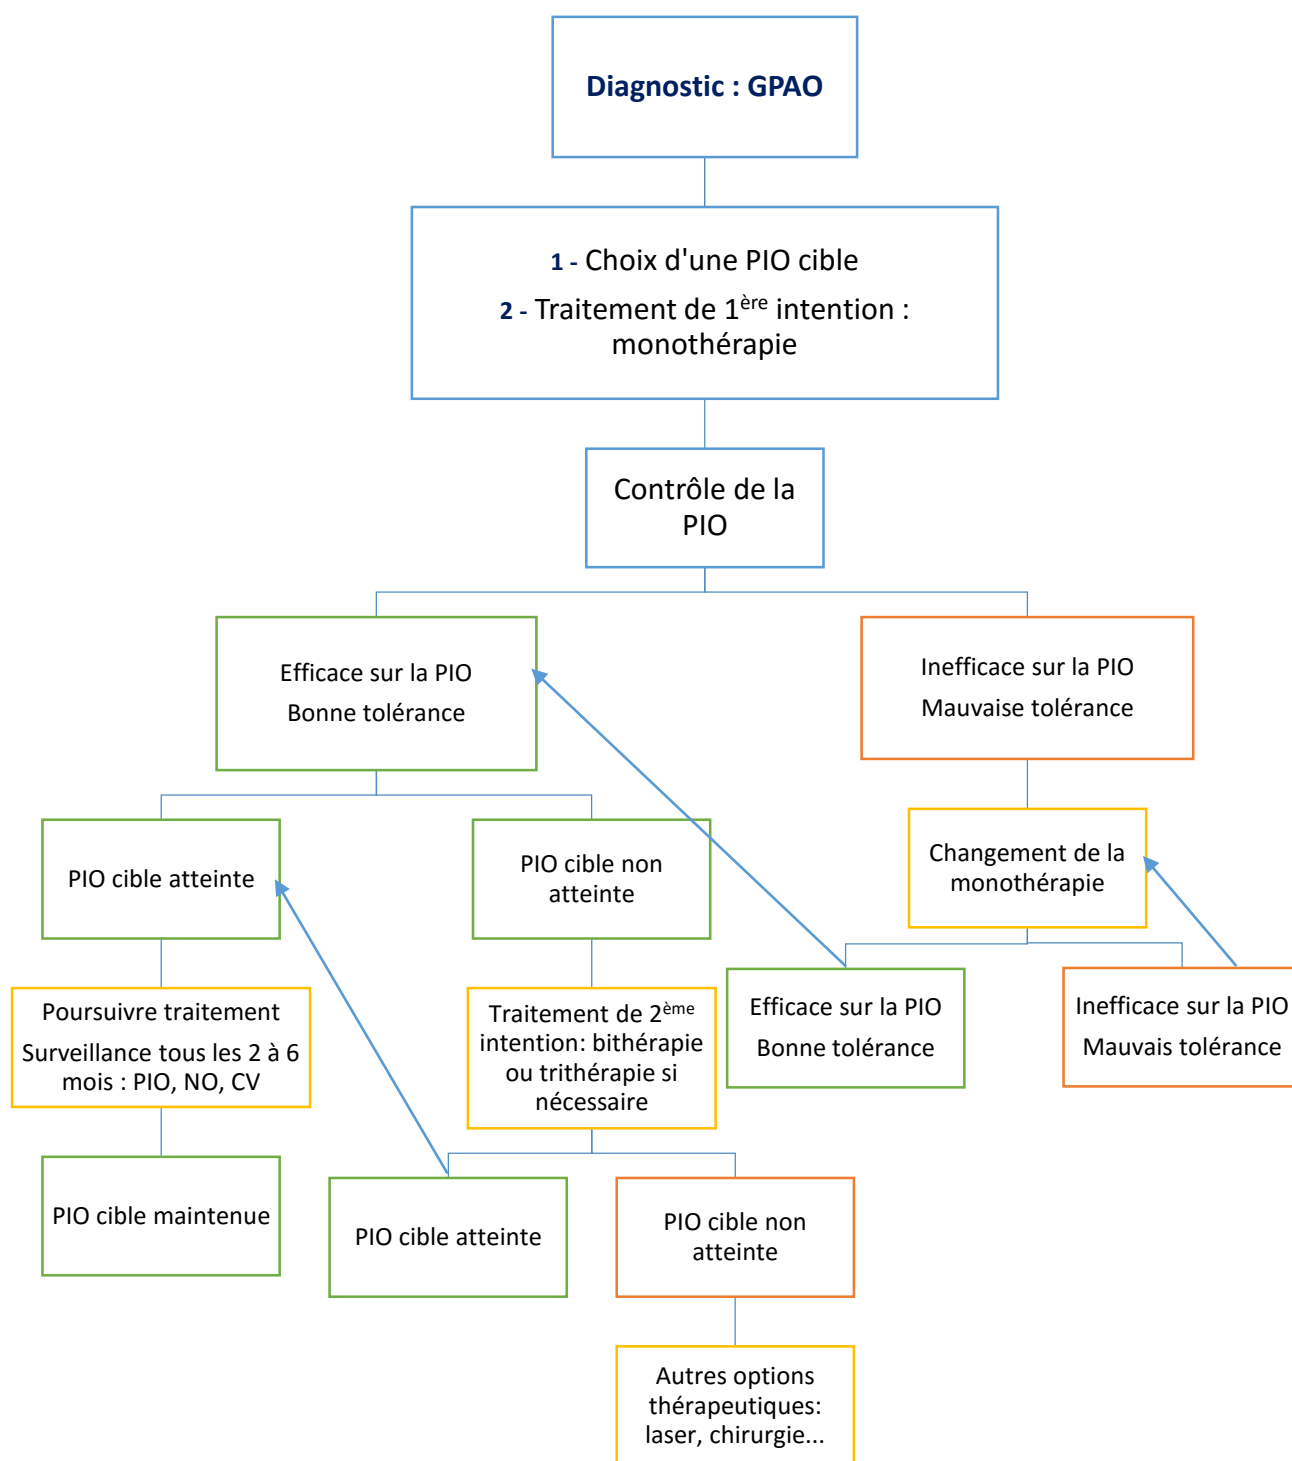 Diagnostic : GPAO
1 - Choix d'une PIO cible
2 - Traitement de 1ère intention :
monothérapie
Contrôle de la
PIO
Efficace sur la PIO
Bonne tolérance
Inefficace sur la PIO
Mauvaise tolérance
PIO cible atteinte
PIO cible non
atteinte
Changement de la
monothérapie
Poursuivre traitement
Surveillance tous les 2 à 6
mois : PIO, NO, CV
Traitement de 2ème
intention: bithérapie
ou trithérapie si
nécessaire
Efficace sur la PIO
Bonne tolérance
Inefficace sur la PIO
Mauvais tolérance
PIO cible maintenue
PIO cible atteinte
PIO cible non
atteinte
Autres options
thérapeutiques:
laser, chirurgie...